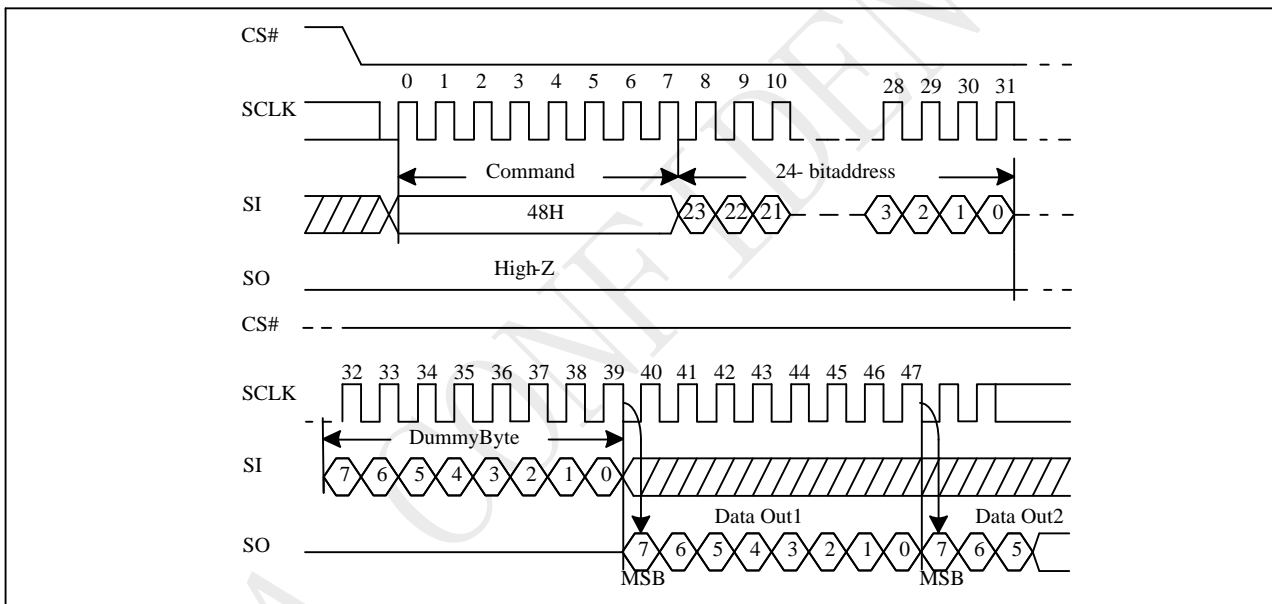 CS#
0 1 2 3 4 5 6 7 8 9 10 28 29 30 31
SCLK
Command 24- bitaddress
SI 48H 23 22 21 3 2 1 0
High-Z
SO
CS#
32 33 34 35 36 37 38 39 40 41 42 43 44 45 46 47
SCLK
DummyByte
SI 7 6 5 4 3 2 1 0
Data Out1 Data Out2
SO 7 6 5 4 3 2 1 0 7 6 5
MSB MSB